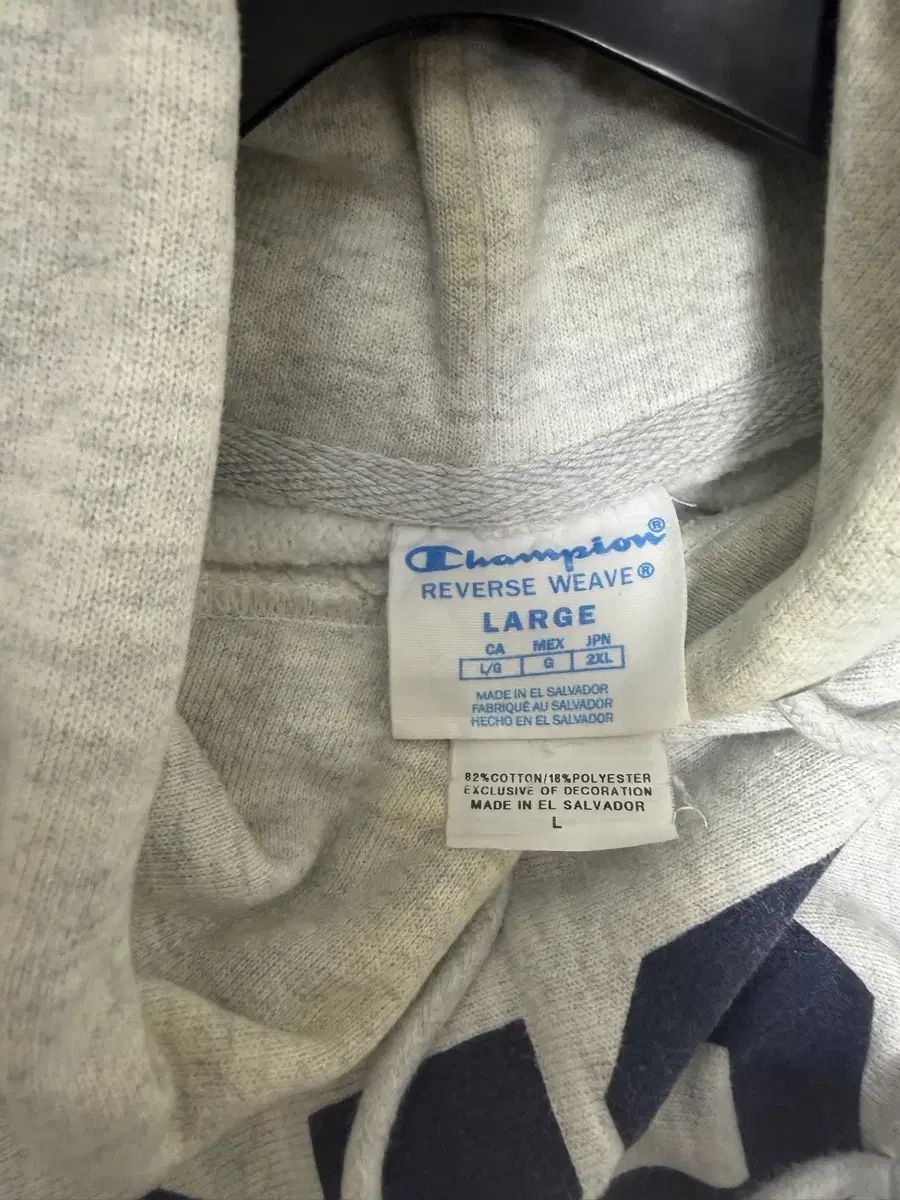 Champion®
REVERSE WEAVE®
LARGE
CA MEX JPN
L/G G 2XL
MADE IN EL SALVADOR
FABRIQUÉ AU SALVADOR
HECHO EN EL SALVADOR
82%COTTON/18%POLYESTER
EXCLUSIVE OF DECORATION
MADE IN EL SALVADOR
L